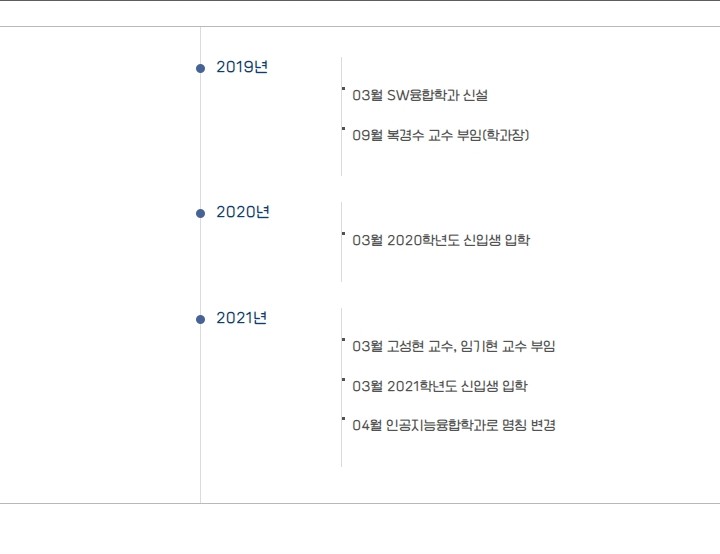 2019년
03월 SW융합학과 신설
09월 복경수 교수 부임(학과장)
2020년
03월 2020학년도 신입생 입학
2021년
03월 고성현 교수, 임기현 교수 부임
03월 2021학년도 신입생 입학
04월 인공지능융합학과로 명칭 변경